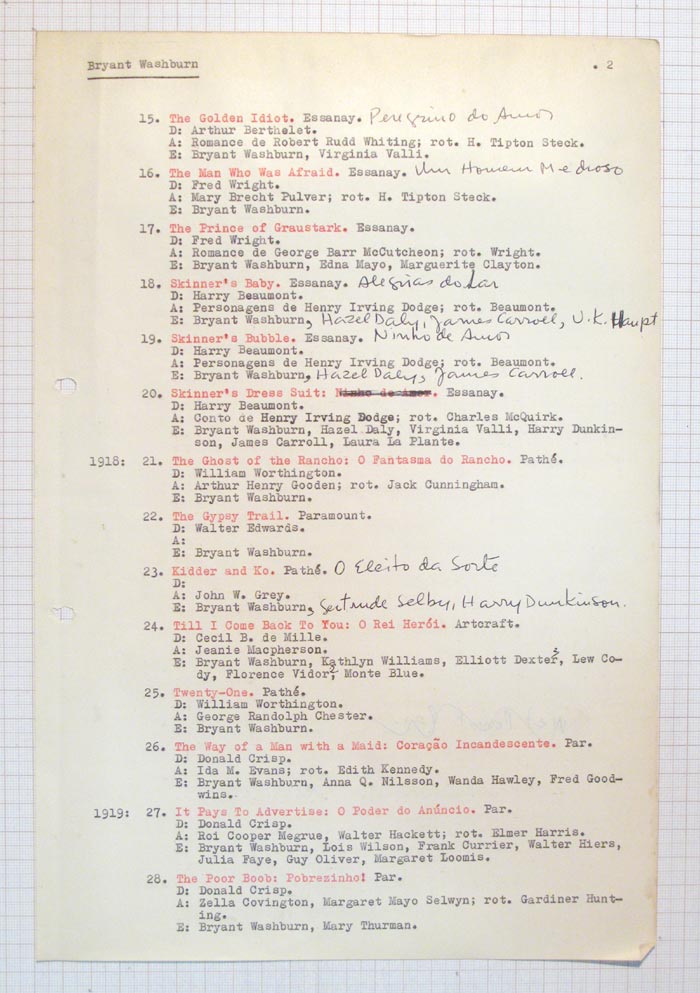 Bryant Washburn . 2
15. The Golden Idiot. Essanay. Peregrino do Amor
D: Arthur Berthelet.
A: Romance de Robert Rudd Whiting; rot. H. Tipton Steck.
E: Bryant Washburn, Virginia Valli.
16. The Man Who Was Afraid. Essanay. Um Homem Medroso
D: Fred Wright.
A: Mary Brecht Pulver; rot. H. Tipton Steck.
E: Bryant Washburn.
17. The Prince of Graustark. Essanay.
D: Fred Wright.
A: Romance de George Barr McCutcheon; rot. Wright.
E: Bryant Washburn, Edna Mayo, Marguerite Clayton.
18. Skinner's Baby. Essanay. Alegrias do Lar
D: Harry Beaumont.
A: Personagens de Henry Irving Dodge; rot. Beaumont.
E: Bryant Washburn, Hazel Daly, James Carroll, U.K. Haupt
19. Skinner's Bubble. Essanay. Ninho de Amor
D: Harry Beaumont.
A: Personagens de Henry Irving Dodge; rot. Beaumont.
E: Bryant Washburn, Hazel Daly, James Carroll.
20. Skinner's Dress Suit: Ninho de amor. Essanay.
D: Harry Beaumont.
A: Conto de Henry Irving Dodge; rot. Charles McQuirk.
E: Bryant Washburn, Hazel Daly, Virginia Valli, Harry Dunkin-
son, James Carroll, Laura La Plante.
1918: 21. The Ghost of the Rancho: O Fantasma do Rancho. Pathé.
D: William Worthington.
A: Arthur Henry Gooden; rot. Jack Cunningham.
E: Bryant Washburn.
22. The Gypsy Trail. Paramount.
D: Walter Edwards.
A:
E: Bryant Washburn.
23. Kidder and Ko. Pathé. O Eleito da Sorte
D:
A: John W. Grey.
E: Bryant Washburn, Gertrude Selby, Harry Dunkinson.
24. Till I Come Back To You: O Rei Herói. Artcraft.
D: Cecil B. de Mille.
A: Jeanie Macpherson.
E: Bryant Washburn, Kathlyn Williams, Elliott Dexter, Lew Co-
dy, Florence Vidor, Monte Blue.
25. Twenty-One. Pathé.
D: William Worthington.
A: George Randolph Chester.
E: Bryant Washburn.
26. The Way of a Man with a Maid: Coração Incandescente. Par.
D: Donald Crisp.
A: Ida M. Evans; rot. Edith Kennedy.
E: Bryant Washburn, Anna Q. Nilsson, Wanda Hawley, Fred Good-
wins.
1919: 27. It Pays To Advertise: O Poder do Anúncio. Par.
D: Donald Crisp.
A: Roi Cooper Megrue, Walter Hackett; rot. Elmer Harris.
E: Bryant Washburn, Lois Wilson, Frank Currier, Walter Hiers,
Julia Faye, Guy Oliver, Margaret Loomis.
28. The Poor Boob: Pobrezinho! Par.
D: Donald Crisp.
A: Zella Covington, Margaret Mayo Selwyn; rot. Gardiner Hunt-
ing.
E: Bryant Washburn, Mary Thurman.